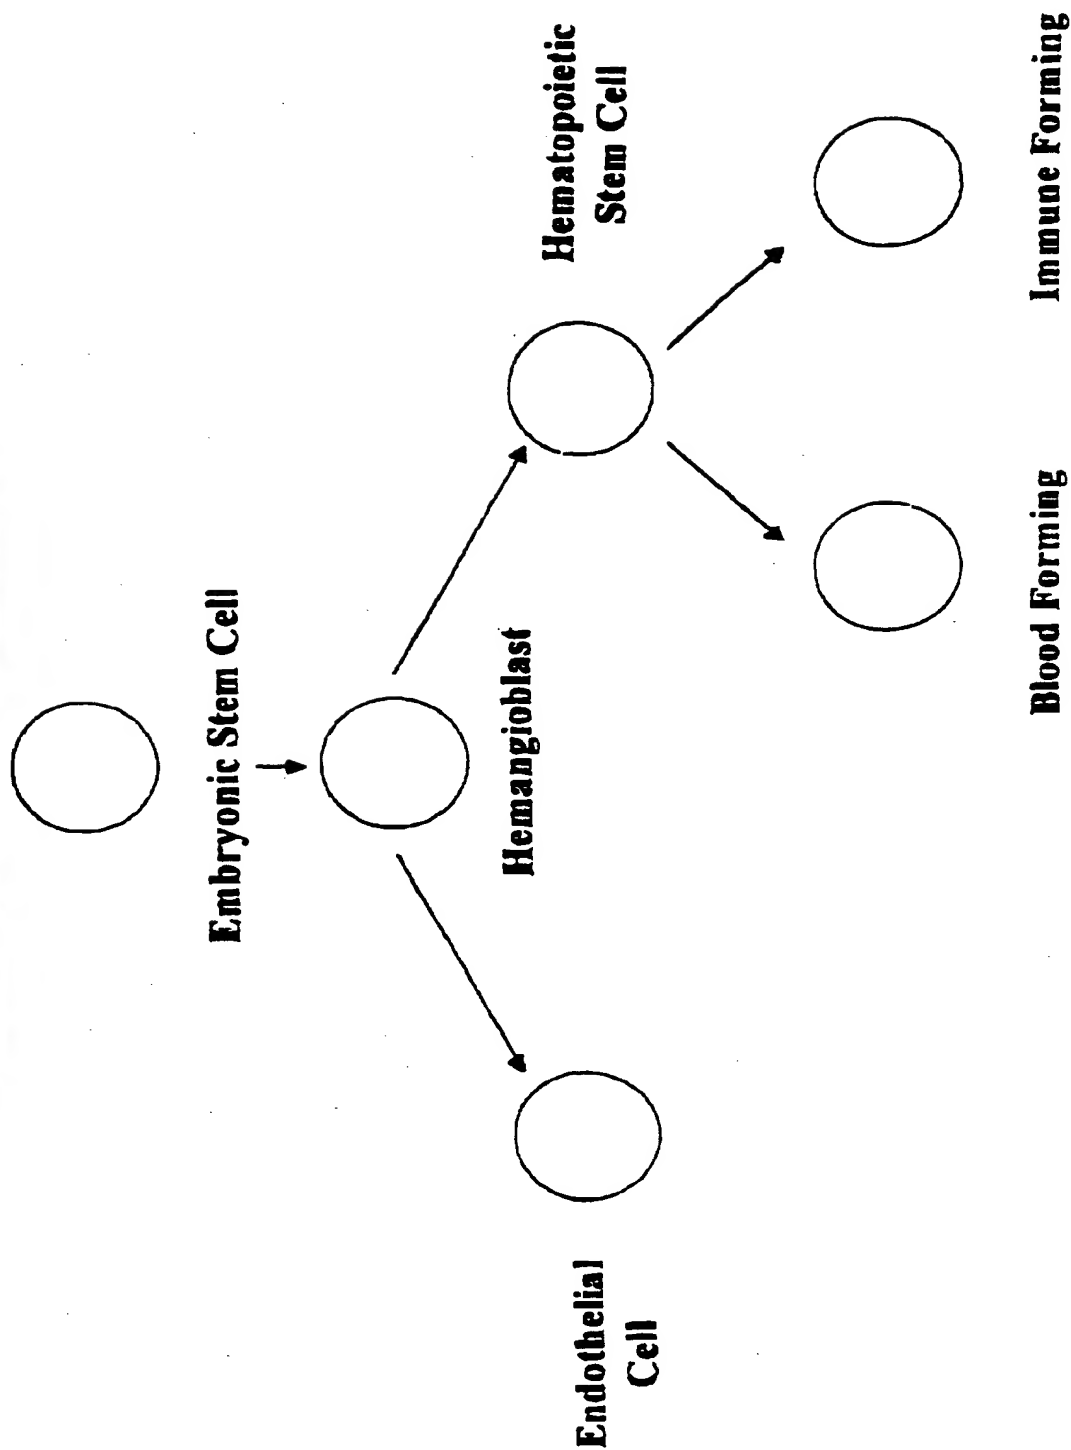 Embryonic Stem Cell
Hemangioblast
Endothelial
Cell
Hematopoietic
Stem Cell
Blood Forming
Immune Forming